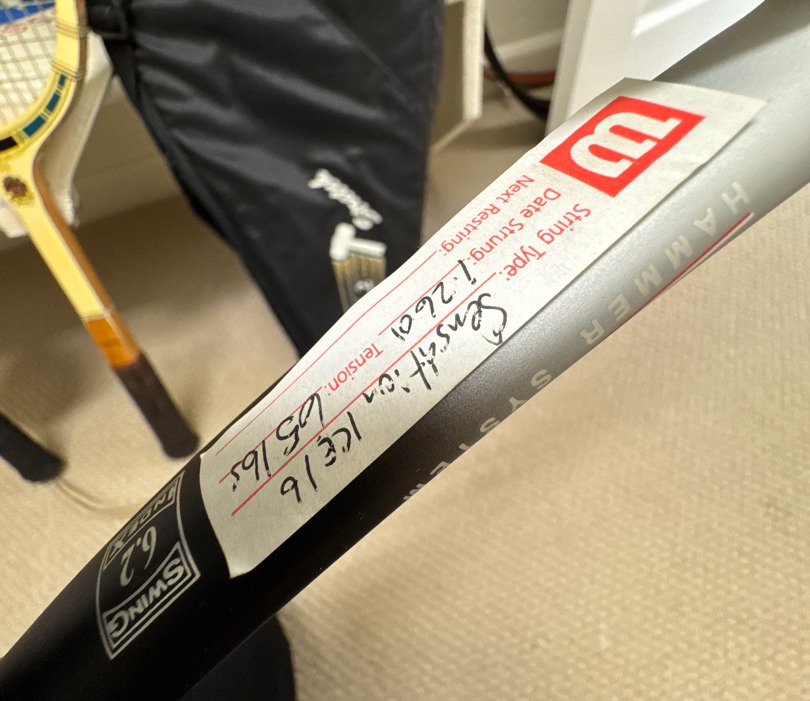 W
String Type: Sensation ICE 16
Date Strung: 1-26-01 Tension: 65 lbs
Next Restring:
HAMMER SYSTEM
SWING
6.2
INDEX